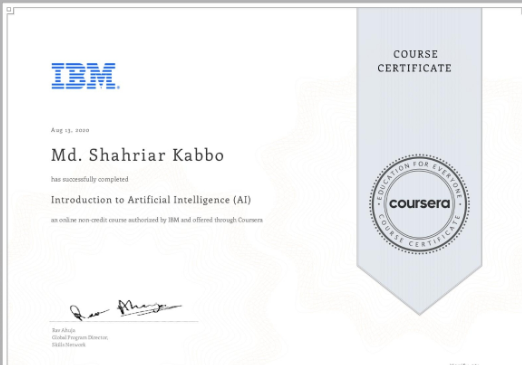 COURSE
CERTIFICATE
IBM
Aug 13, 2020
Md. Shahriar Kabbo
has successfully completed
Introduction to Artificial Intelligence (AI)
an online non-credit course authorized by IBM and offered through Coursera
EDUCATION FOR EVERYONE
coursera
COURSE CERTIFICATE
Rav Ahuja
Global Program Director,
Skills Network